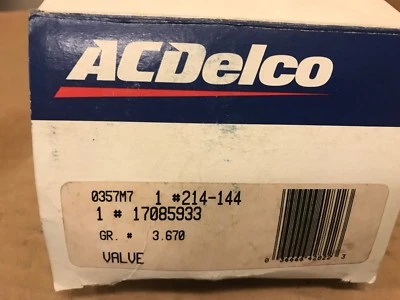 ACDelco
0357M7 1 #214-144
1 # 17085933
GR. # 3.670
VALVE